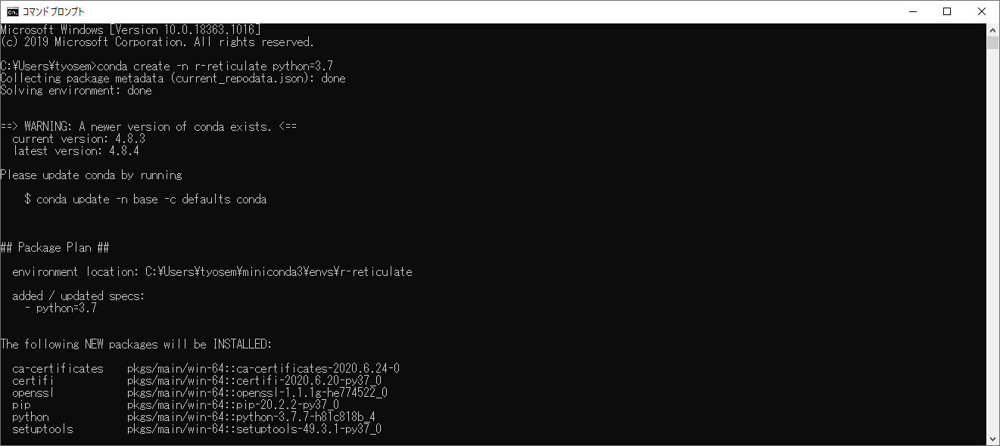 コマンド プロンプト
Microsoft Windows [Version 10.0.18363.1016]
(c) 2019 Microsoft Corporation. All rights reserved.
C:¥Users¥tyosem>conda create -n r-reticulate python=3.7
Collecting package metadata (current_repodata.json): done
Solving environment: done
==> WARNING: A newer version of conda exists. <==
current version: 4.8.3
latest version: 4.8.4
Please update conda by running
$ conda update -n base -c defaults conda
## Package Plan ##
environment location: C:¥Users¥tyosem¥miniconda3¥envs¥r-reticulate
added / updated specs:
- python=3.7
The following NEW packages will be INSTALLED:
ca-certificates pkgs/main/win-64::ca-certificates-2020.6.24-0
certifi pkgs/main/win-64::certifi-2020.6.20-py37_0
openssl pkgs/main/win-64::openssl-1.1.1g-he774522_0
pip pkgs/main/win-64::pip-20.2.2-py37_0
python pkgs/main/win-64::python-3.7.7-h81c818b_4
setuptools pkgs/main/win-64::setuptools-49.3.1-py37_0